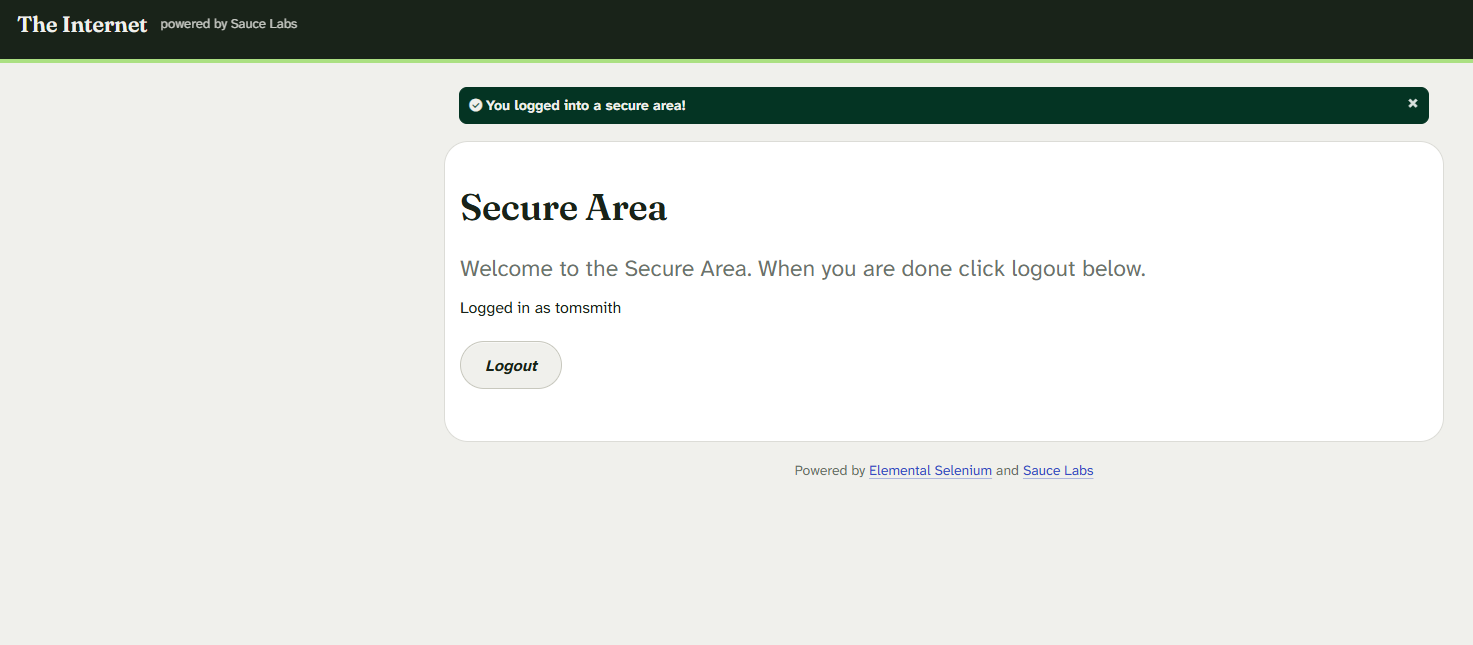 The Internet powered by Sauce Labs
You logged into a secure area!
Secure Area
Welcome to the Secure Area. When you are done click logout below.
Logged in as tomsmith
Logout
Powered by Elemental Selenium and Sauce Labs